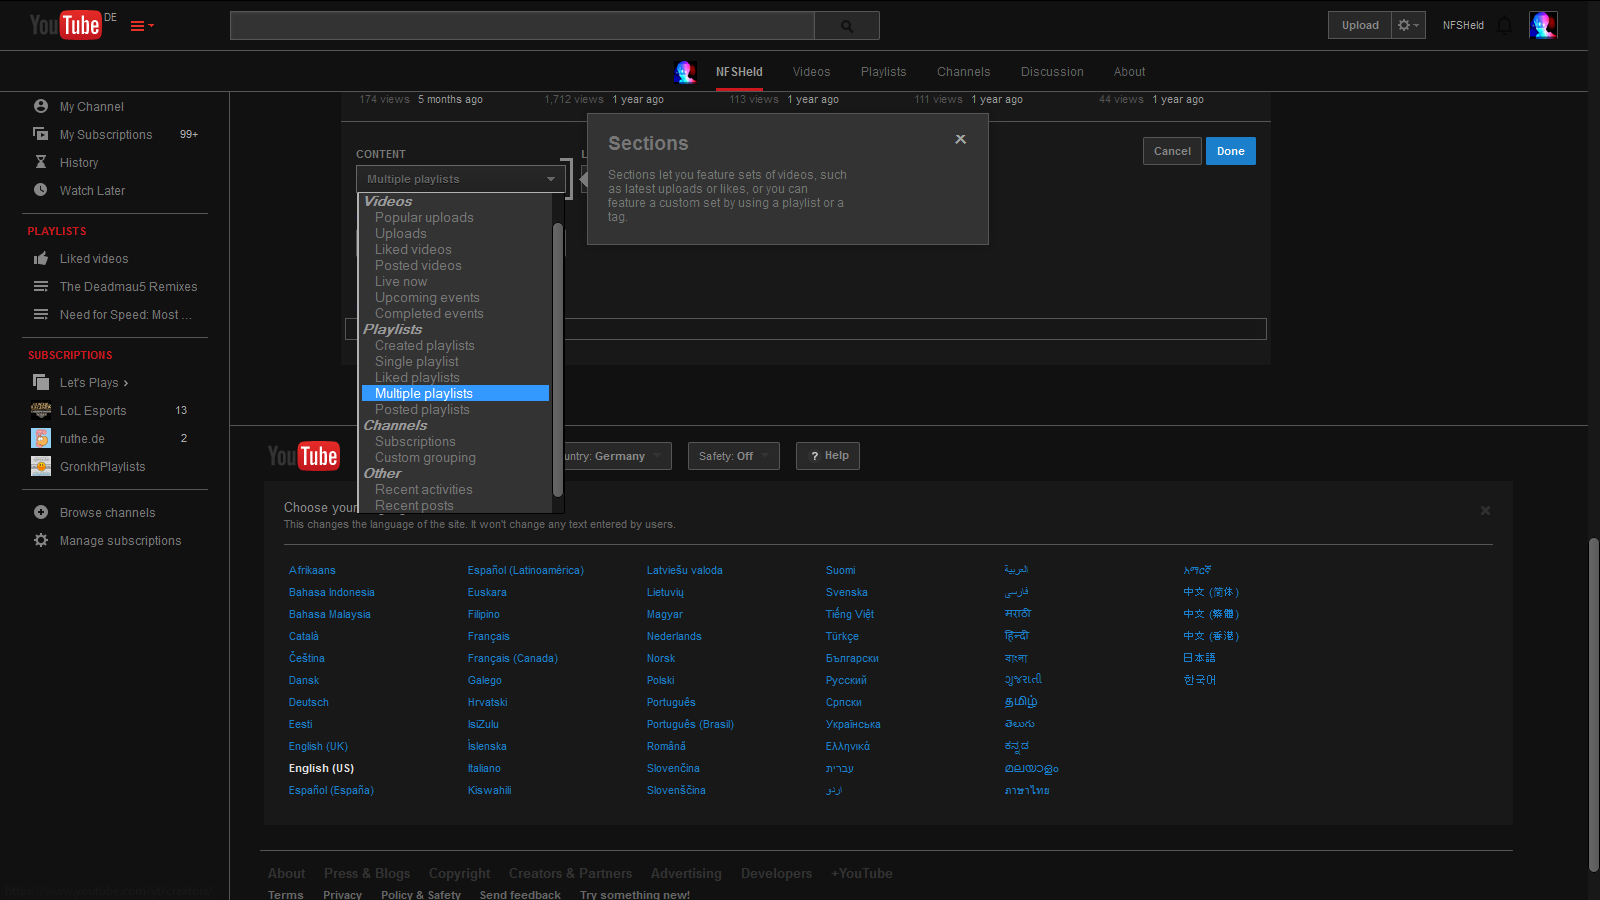 YouTube DE
Upload
NFSHeld
NFSHeld Videos Playlists Channels Discussion About
My Channel
My Subscriptions 99+
History
Watch Later
PLAYLISTS
Liked videos
The Deadmau5 Remixes
Need for Speed: Most ...
SUBSCRIPTIONS
Let's Plays ›
LoL Esports 13
ruthe.de 2
GronkhPlaylists
Browse channels
Manage subscriptions
174 views 5 months ago 1,712 views 1 year ago 113 views 1 year ago 111 views 1 year ago 44 views 1 year ago
CONTENT
L
Multiple playlists
Videos
Popular uploads
Uploads
Liked videos
Posted videos
Live now
Upcoming events
Completed events
Playlists
Created playlists
Single playlist
Liked playlists
Multiple playlists
Posted playlists
Channels
Subscriptions
Custom grouping
Other
Recent activities
Recent posts
Sections ×
Sections let you feature sets of videos, such
as latest uploads or likes, or you can
feature a custom set by using a playlist or a
tag.
Cancel Done
YouTube
untry: Germany Safety: Off ? Help
Choose your
This changes the language of the site. It won't change any text entered by users.
Afrikaans
Bahasa Indonesia
Bahasa Malaysia
Català
Čeština
Dansk
Deutsch
Eesti
English (UK)
English (US)
Español (España)
Español (Latinoamérica)
Euskara
Filipino
Français
Français (Canada)
Galego
Hrvatski
IsiZulu
Íslenska
Italiano
Kiswahili
Latviešu valoda
Lietuvių
Magyar
Nederlands
Norsk
Polski
Português
Português (Brasil)
Română
Slovenčina
Slovenščina
Suomi
Svenska
Tiếng Việt
Türkçe
Български
Русский
Српски
Українська
Ελληνικά
עברית
اردو
العربية
فارسی
मराठी
हिन्दी
বাংলা
ગુજરાતી
தமிழ்
తెలుగు
ಕನ್ನಡ
മലയാളം
ภาษาไทย
አማርኛ
中文 (简体)
中文 (繁體)
中文 (香港)
日本語
한국어
About Press & Blogs Copyright Creators & Partners Advertising Developers +YouTube
Terms Privacy Policy & Safety Send feedback Try something new!